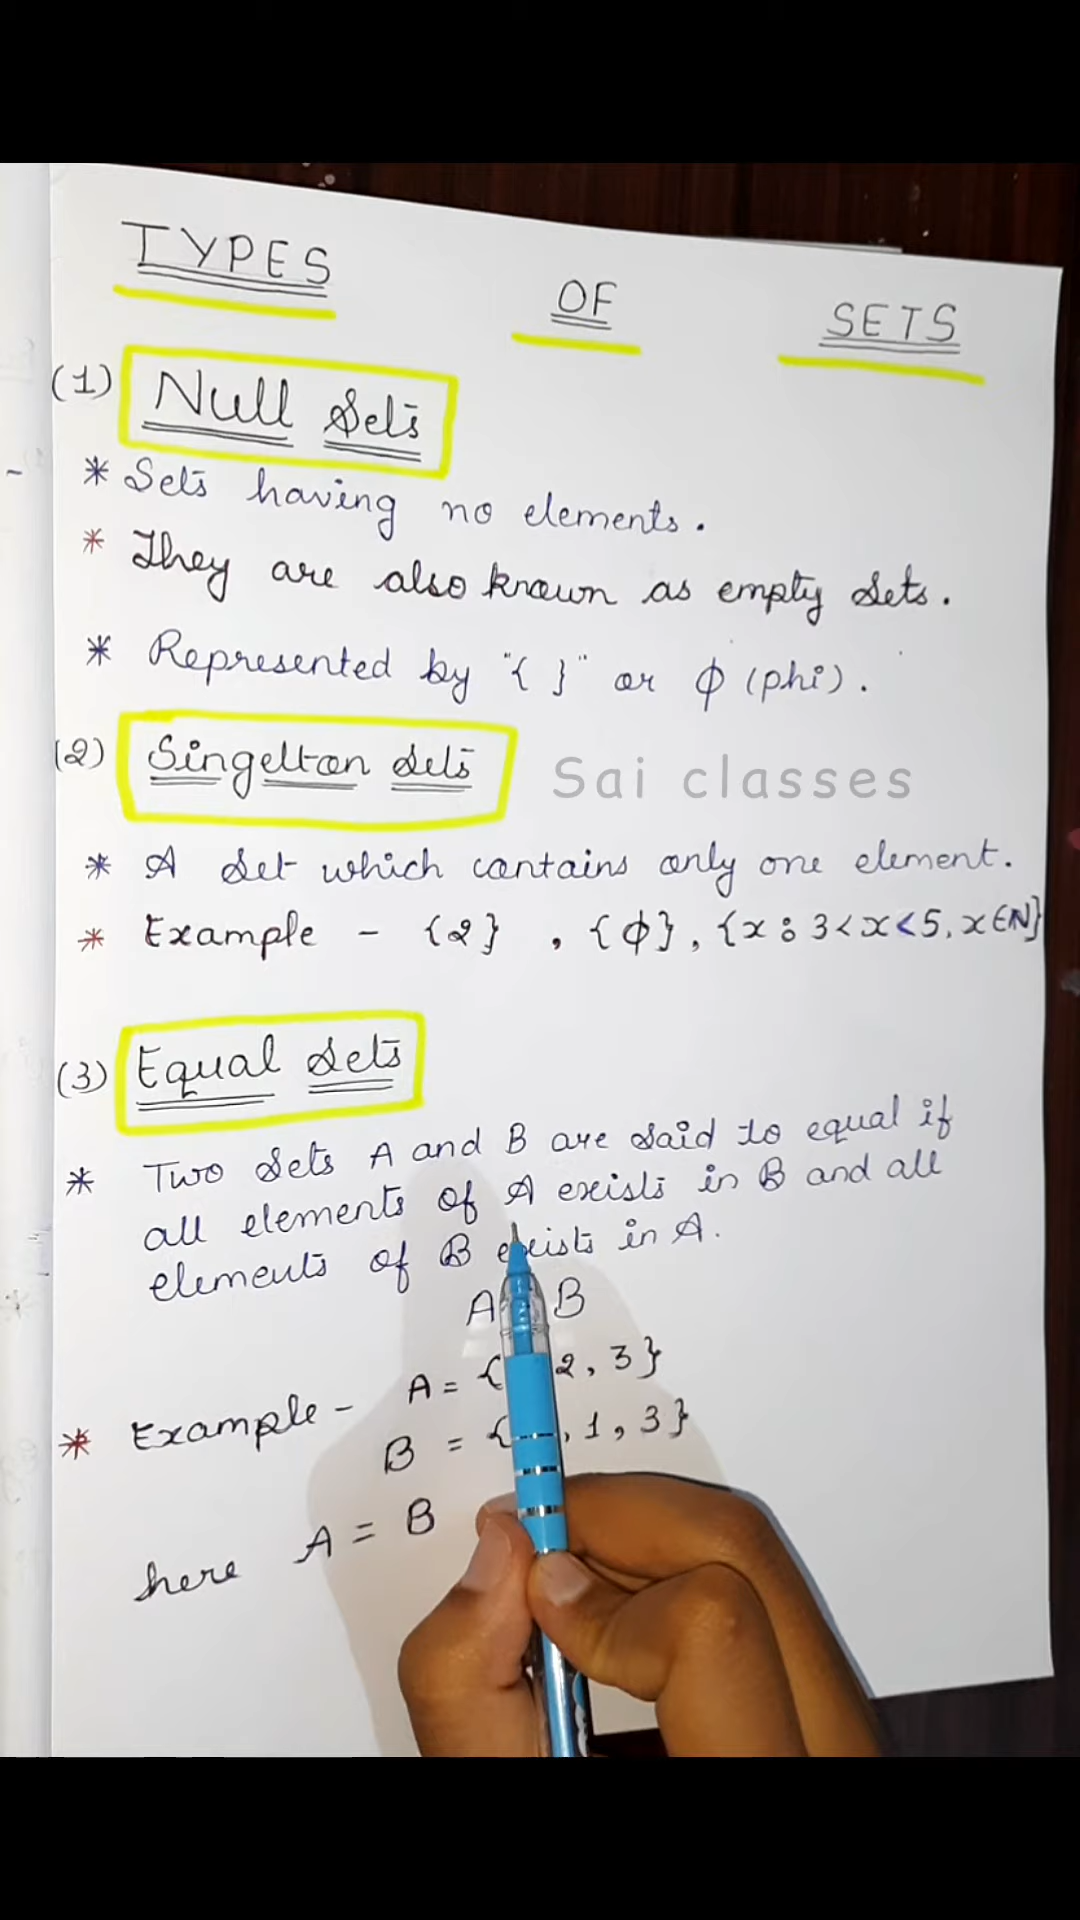 TYPES OF SETS
(1) Null Sets
* Sets having no elements.
* They are also known as empty sets.
* Represented by "{ }" or ϕ (phi).
(2) Singelton sets
Sai classes
* A set which contains only one element.
* Example - {2} , {ϕ}, {x : 3<x<5, x∈N}
(3) Equal sets
* Two sets A and B are said to equal if
all elements of A exists in B and all
elements of B exists in A.
A B
* Example - A = { 2, 3}
B = { , 1, 3}
here A = B